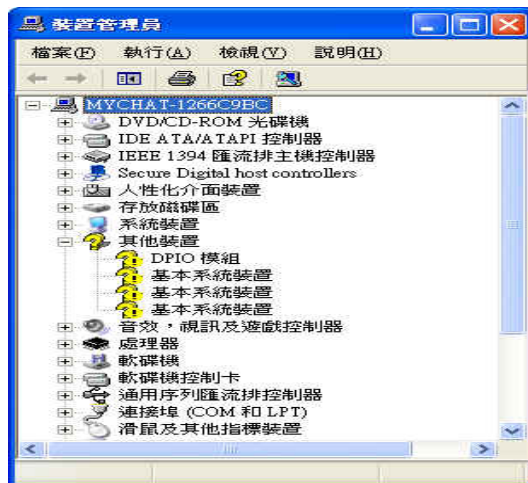 裝置管理員
檔案(F) 執行(A) 檢視(V) 説明(H)
MYCHAT-1266C9BC
DVD/CD-ROM 光碟機
IDE ATA/ATAPI 控制器
IEEE 1394 匯流排主機控制器
Secure Digital host controllers
人性化介面裝置
存放磁碟區
系統裝置
其他裝置
DPIO 模組
基本系統裝置
基本系統裝置
基本系統裝置
音效，視訊及遊戲控制器
處理器
軟碟機
軟碟機控制卡
通用序列匯流排控制器
連接埠 (COM 和 LPT)
滑鼠及其他指標裝置